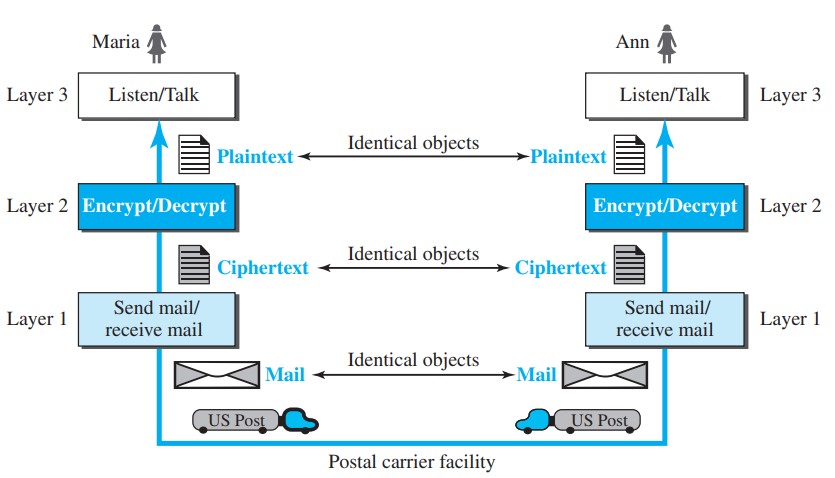 Maria
Ann
Layer 3
Listen/Talk
Listen/Talk
Layer 3
Plaintext
Identical objects
Plaintext
Layer 2
Encrypt/Decrypt
Encrypt/Decrypt
Layer 2
Ciphertext
Identical objects
Ciphertext
Layer 1
Send mail/
receive mail
Send mail/
receive mail
Layer 1
Mail
Identical objects
Mail
US Post
US Post
Postal carrier facility